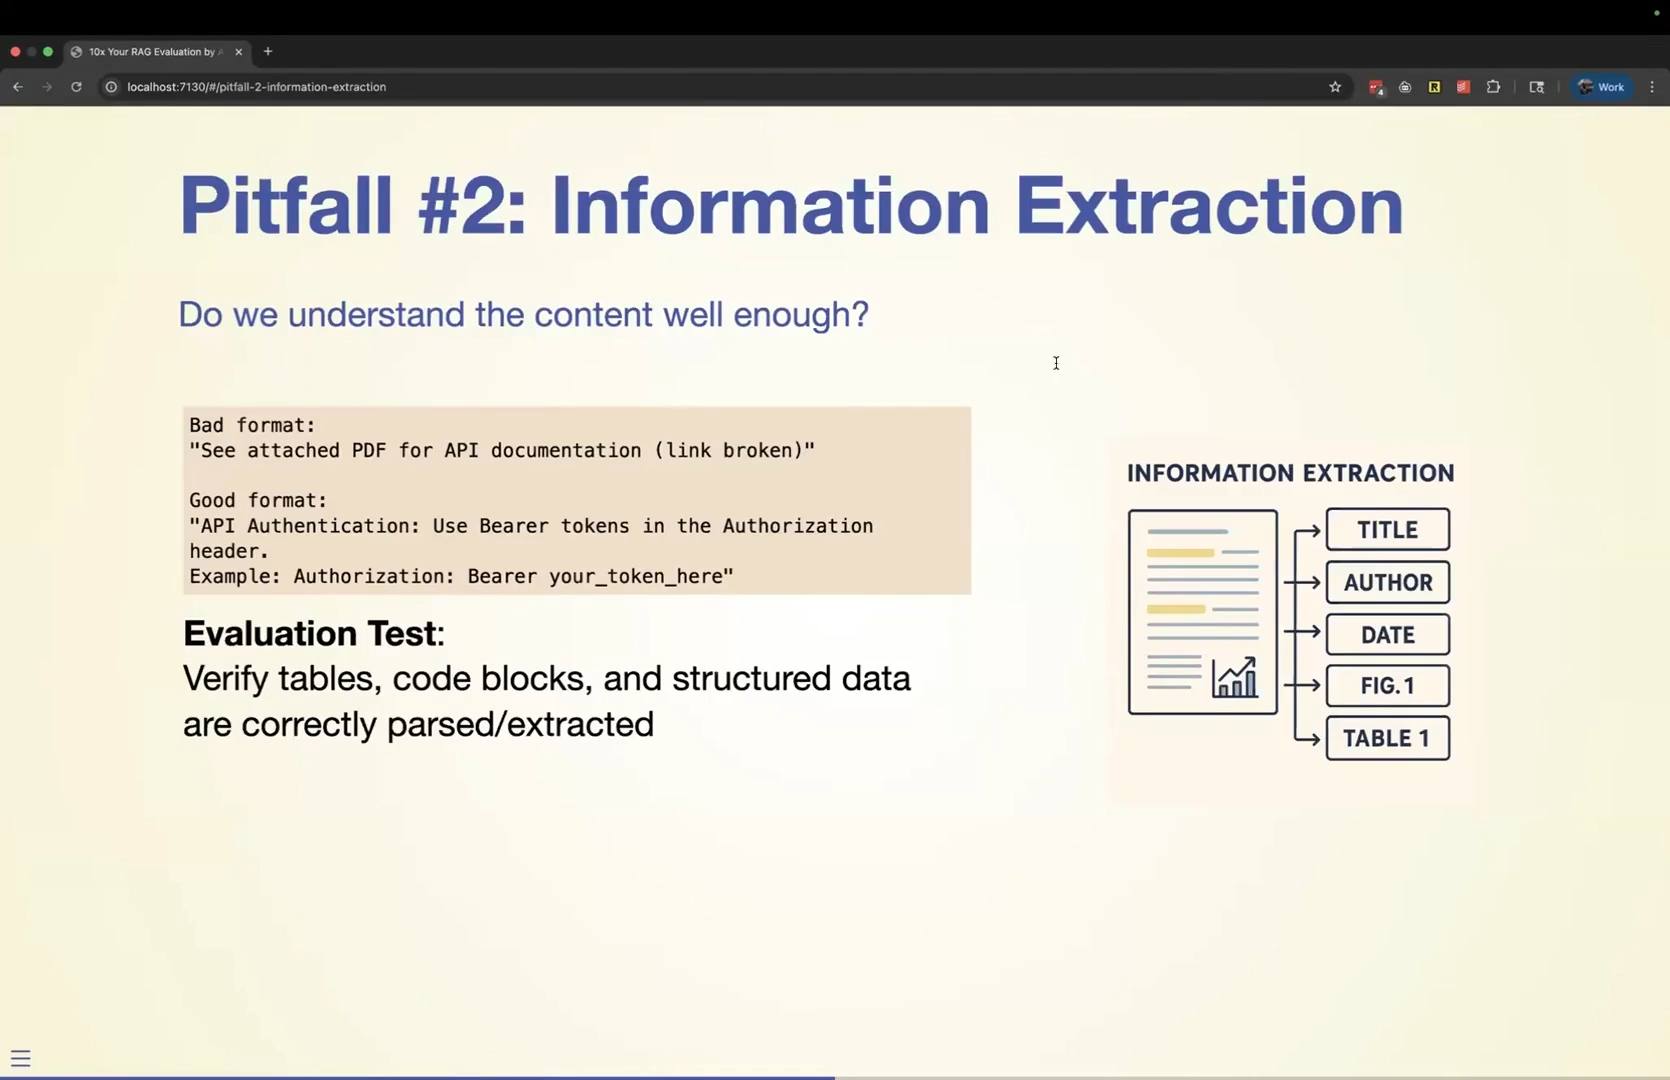 10x Your RAG Evaluation by
localhost:7130/#/pitfall-2-information-extraction
4
R
Work
Pitfall #2: Information Extraction
Do we understand the content well enough?
Bad format:
"See attached PDF for API documentation (link broken)"
Good format:
"API Authentication: Use Bearer tokens in the Authorization
header.
Example: Authorization: Bearer your_token_here"
Evaluation Test:
Verify tables, code blocks, and structured data
are correctly parsed/extracted
INFORMATION EXTRACTION
TITLE
AUTHOR
DATE
FIG.1
TABLE 1